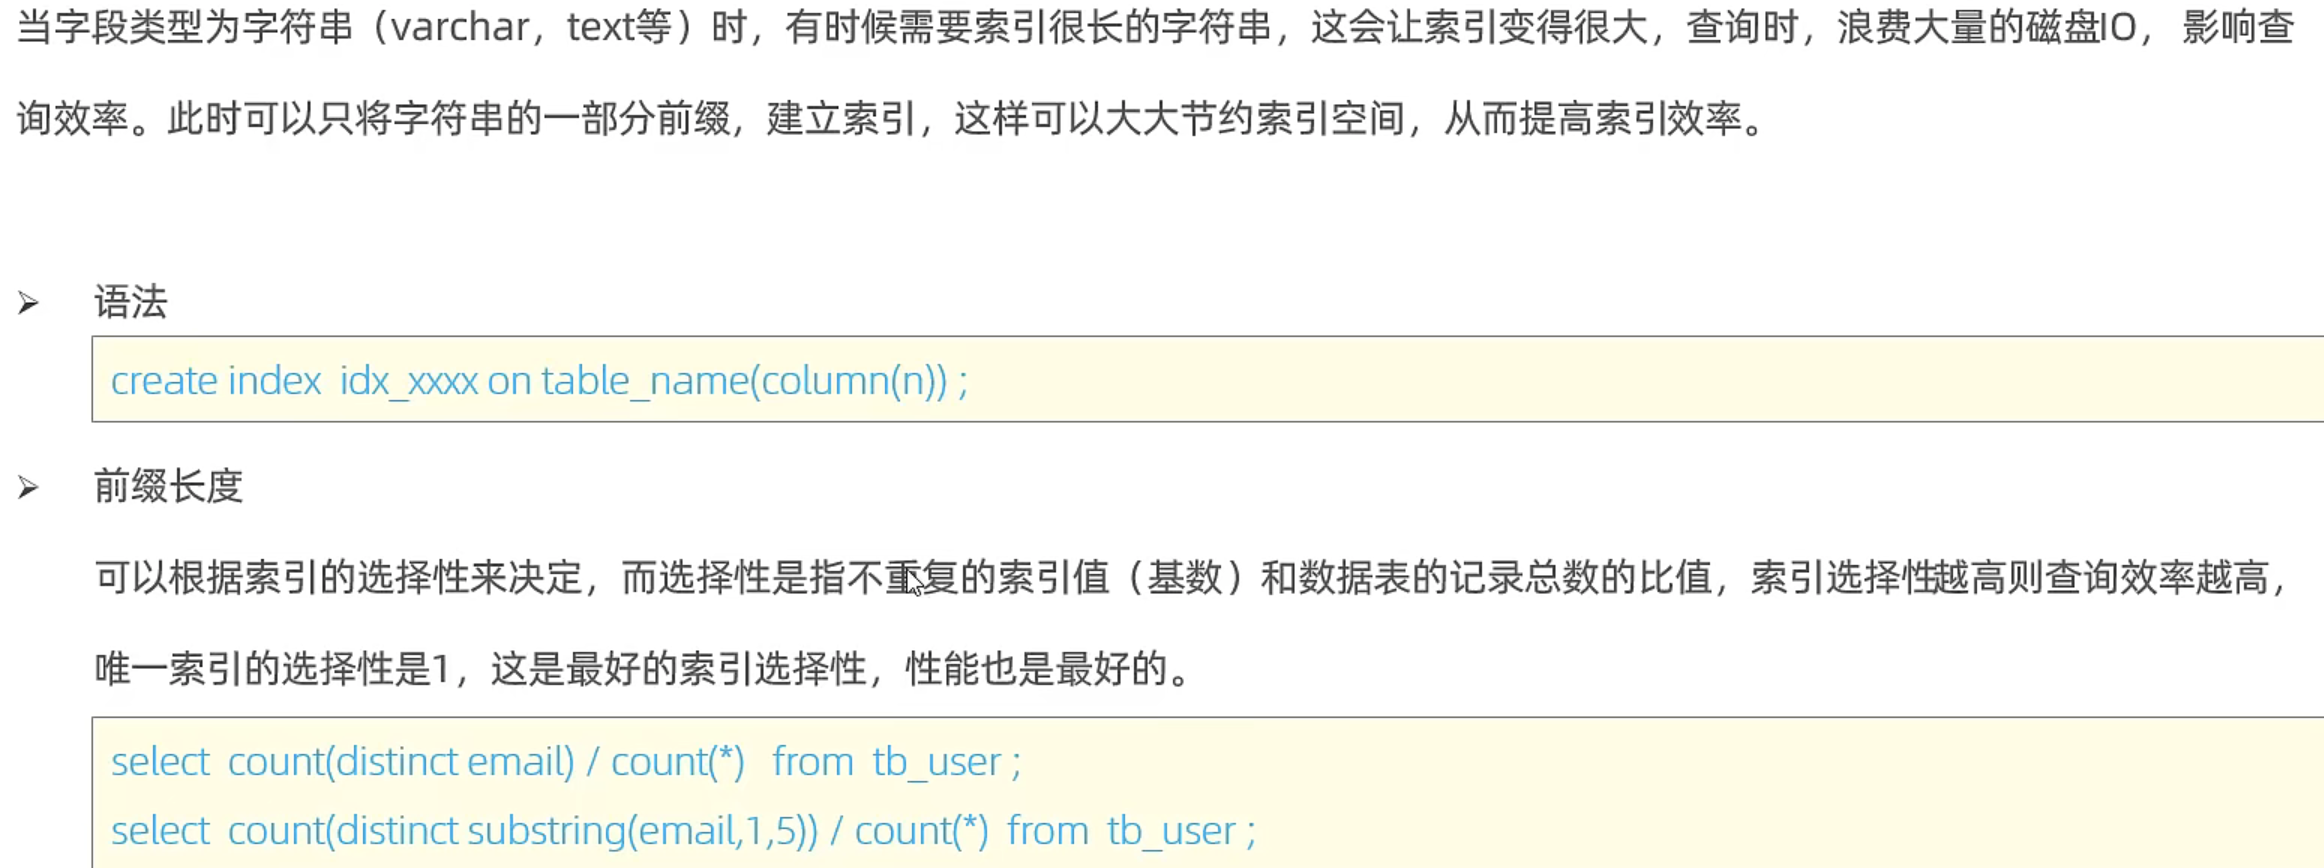 当字段类型为字符串（varchar，text等）时，有时候需要索引很长的字符串，这会让索引变得很大，查询时，浪费大量的磁盘IO， 影响查
询效率。此时可以只将字符串的一部分前缀，建立索引，这样可以大大节约索引空间，从而提高索引效率。
➢ 语法
create index idx_xxxx on table_name(column(n)) ;
➢ 前缀长度
可以根据索引的选择性来决定，而选择性是指不重复的索引值（基数）和数据表的记录总数的比值，索引选择性越高则查询效率越高，
唯一索引的选择性是1，这是最好的索引选择性，性能也是最好的。
select count(distinct email) / count(*) from tb_user ;
select count(distinct substring(email,1,5)) / count(*) from tb_user ;